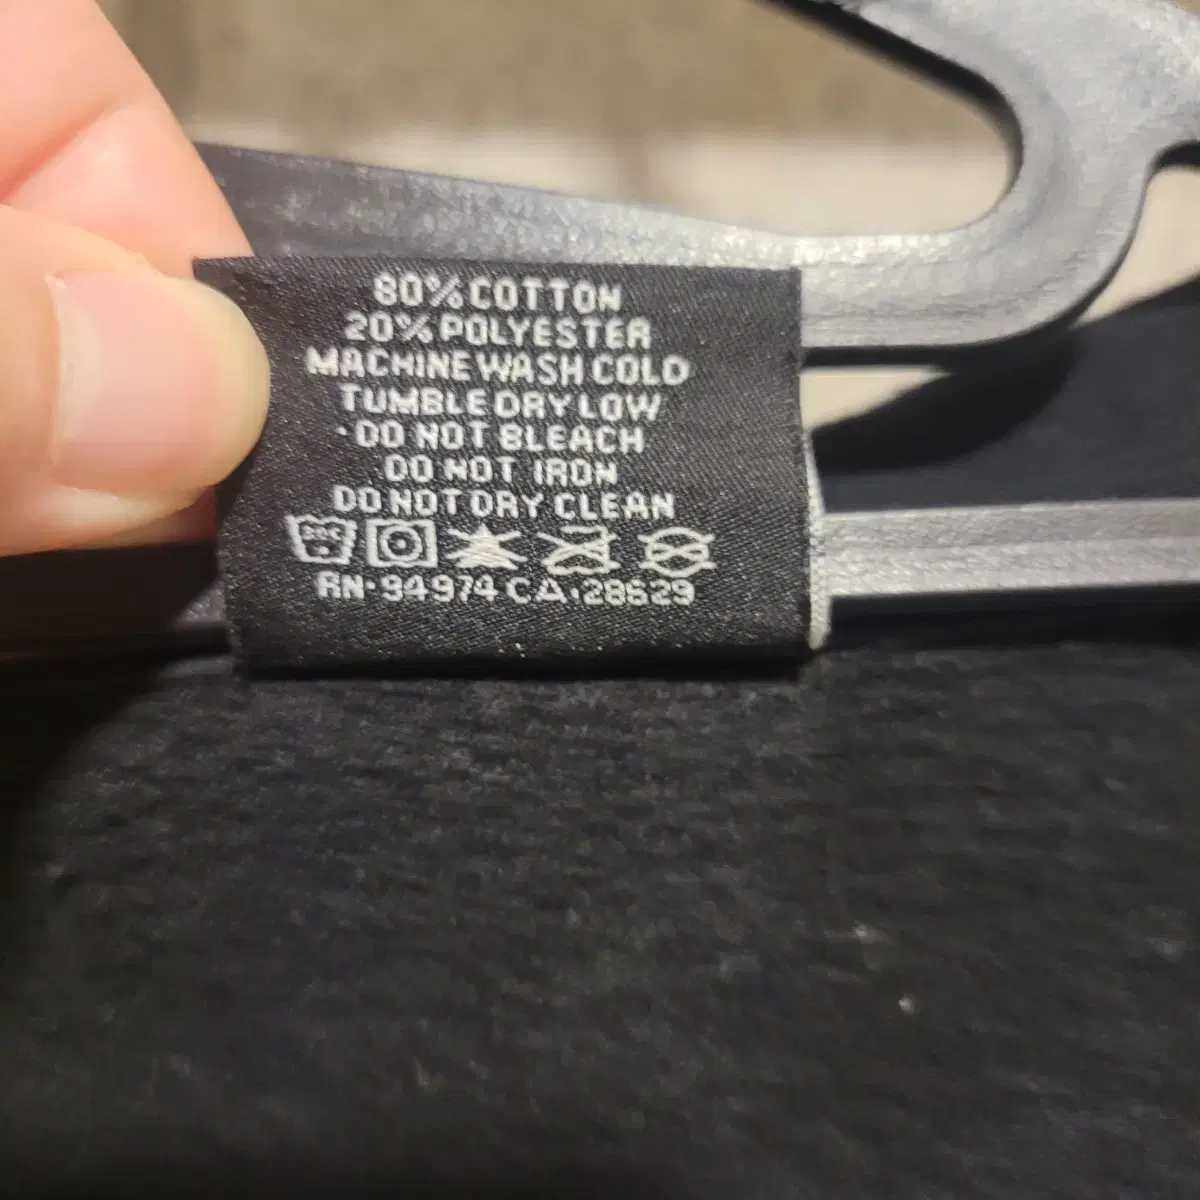 80% COTTON
20% POLYESTER
MACHINE WASH COLD
TUMBLE DRY LOW
DO NOT BLEACH
DO NOT IRON
DO NOT DRY CLEAN
RN-94974 CA.28629